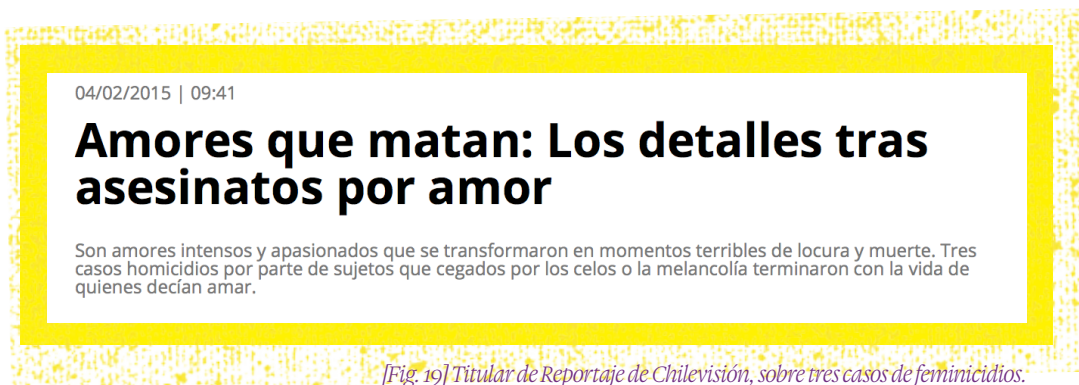 04/02/2015 | 09:41
Amores que matan: Los detalles tras
asesinatos por amor
Son amores intensos y apasionados que se transformaron en momentos terribles de locura y muerte. Tres
casos homicidios por parte de sujetos que cegados por los celos o la melancolía terminaron con la vida de
quienes decían amar.
[Fig. 19] Titular de Reportaje de Chilevisión, sobre tres casos de feminicidios.